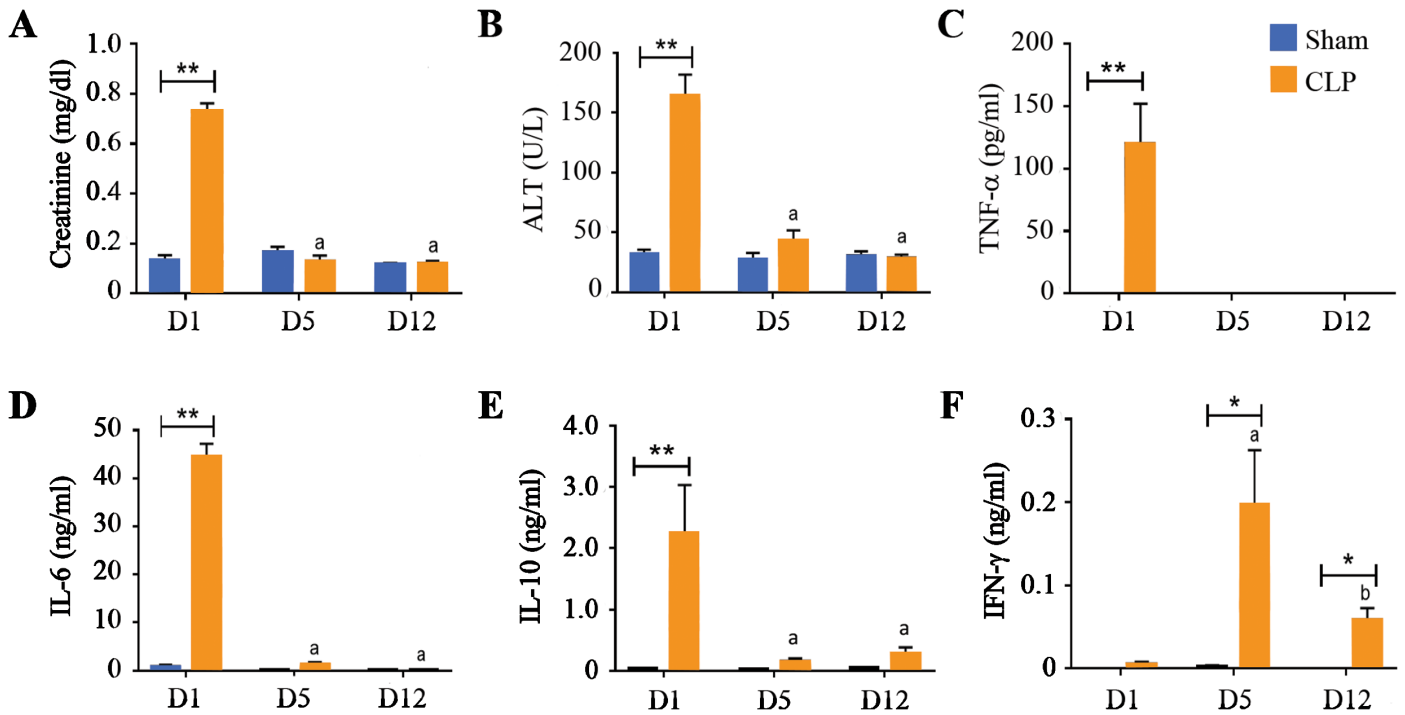 A
Creatinine (mg/dl)
1.0
0.8
0.6
0.4
0.2
0
**
a
a
D1 D5 D12
B
ALT (U/L)
200
150
100
50
0
**
a
a
D1 D5 D12
C
TNF-α (pg/ml)
200
150
100
50
0
**
D1 D5 D12
Sham
CLP
D
IL-6 (ng/ml)
50
40
30
20
10
0
**
a
a
D1 D5 D12
E
IL-10 (ng/ml)
4.0
3.0
2.0
1.0
0
**
a
a
D1 D5 D12
F
IFN-γ (ng/ml)
0.3
0.2
0.1
0
*
a
*
b
D1 D5 D12